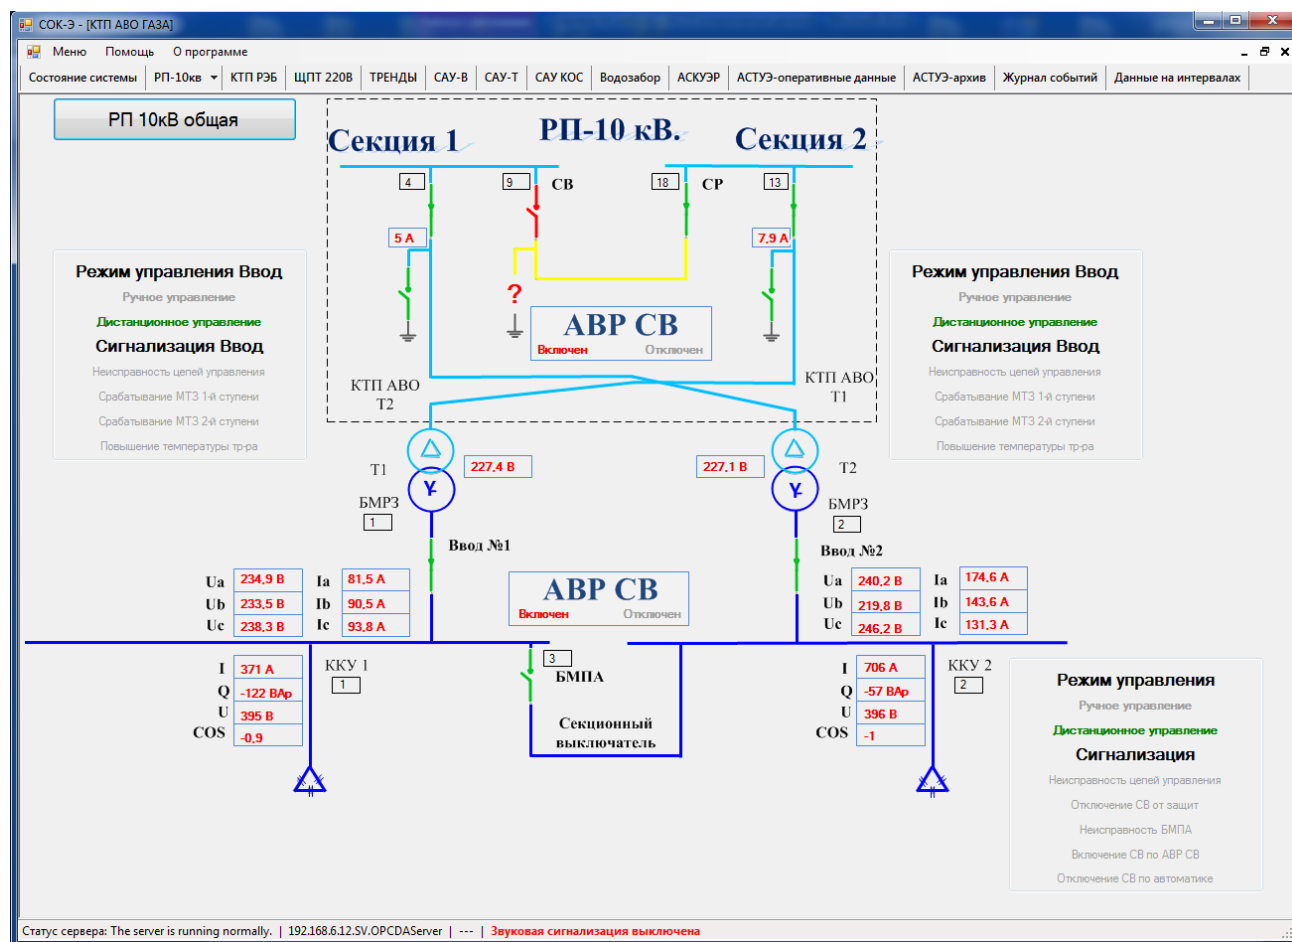 СОК-Э - [КТП АВО ГАЗА]
Меню Помощь О программе
Состояние системы РП-10кв КТП РЭБ ЩПТ 220В ТРЕНДЫ САУ-В САУ-Т САУ КОС Водозабор АСКУЭР АСТУЭ-оперативные данные АСТУЭ-архив Журнал событий Данные на интервалах
РП 10кВ общая
Секция 1 РП-10 кВ. Секция 2
4 9 СВ 18 СР 13
5 А 7,9 А
Режим управления Ввод
Ручное управление
Дистанционное управление
Сигнализация Ввод
Неисправность цепей управления
Срабатывание МТЗ 1-й ступени
Срабатывание МТЗ 2-й ступени
Повышение температуры тр-ра
?
АВР СВ
Включен Отключен
КТП АВО
Т2
КТП АВО
Т1
Режим управления Ввод
Ручное управление
Дистанционное управление
Сигнализация Ввод
Неисправность цепей управления
Срабатывание МТЗ 1-й ступени
Срабатывание МТЗ 2-й ступени
Повышение температуры тр-ра
Т1 227,4 В 227,1 В Т2
БМРЗ БМРЗ
1 2
Ввод №1 Ввод №2
АВР СВ
Включен Отключен
Ua 234,9 В Ia 81,5 А
Ub 233,5 В Ib 90,5 А
Uc 238,3 В Ic 93,8 А
Ua 240,2 В Ia 174,6 А
Ub 219,8 В Ib 143,6 А
Uc 246,2 В Ic 131,3 А
I 371 А ККУ 1
Q -122 ВАр 1
U 395 В
COS -0,9
3
БМПА
Секционный
выключатель
I 706 А ККУ 2
Q -57 ВАр 2
U 396 В
COS -1
Режим управления
Ручное управление
Дистанционное управление
Сигнализация
Неисправность цепей управления
Отключение СВ от защит
Неисправность БМПА
Включение СВ по АВР СВ
Отключение СВ по автоматике
Статус сервера: The server is running normally. | 192.168.6.12.SV.OPCDAServer | --- | Звуковая сигнализация выключена